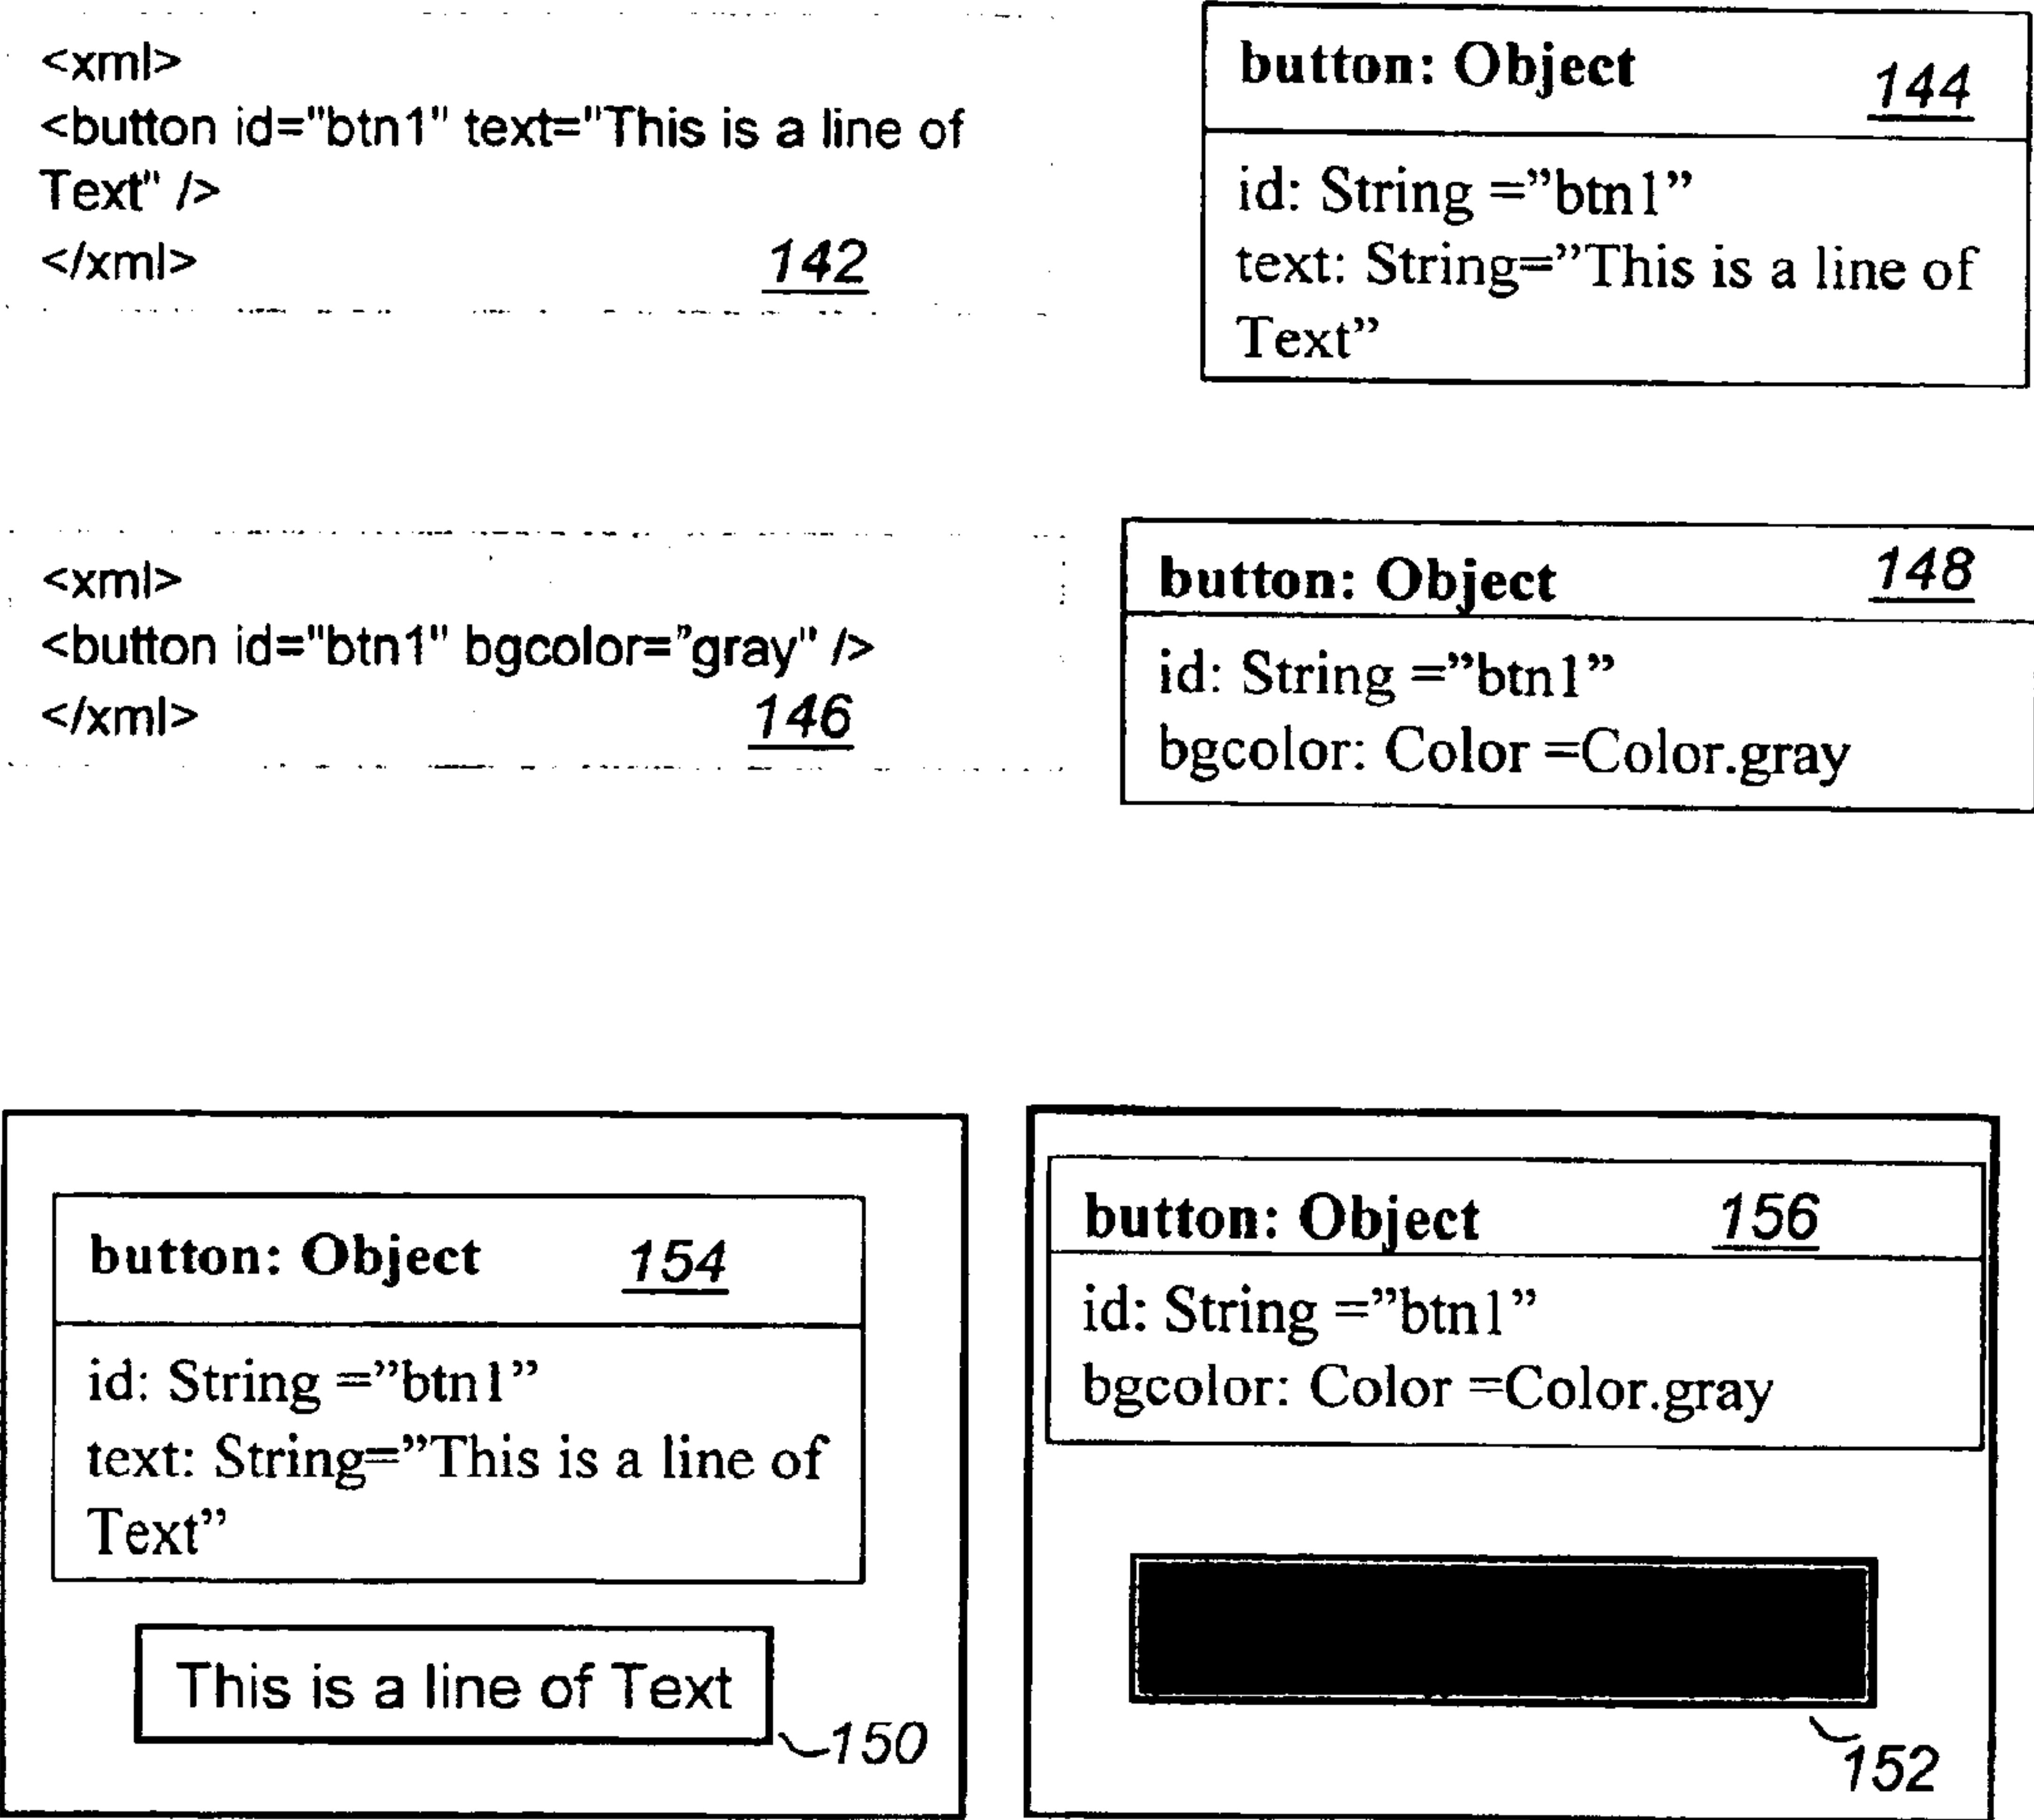 <xml>
<button id="btn1" text="This is a line of
Text" />
</xml>
142
button: Object
144
id: String ="btn1"
text: String="This is a line of
Text"
<xml>
<button id="btn1" bgcolor="gray" />
</xml>
146
button: Object
148
id: String ="btn1"
bgcolor: Color =Color.gray
button: Object
154
id: String ="btn1"
text: String="This is a line of
Text"
This is a line of Text
150
button: Object
156
id: String ="btn1"
bgcolor: Color =Color.gray
152